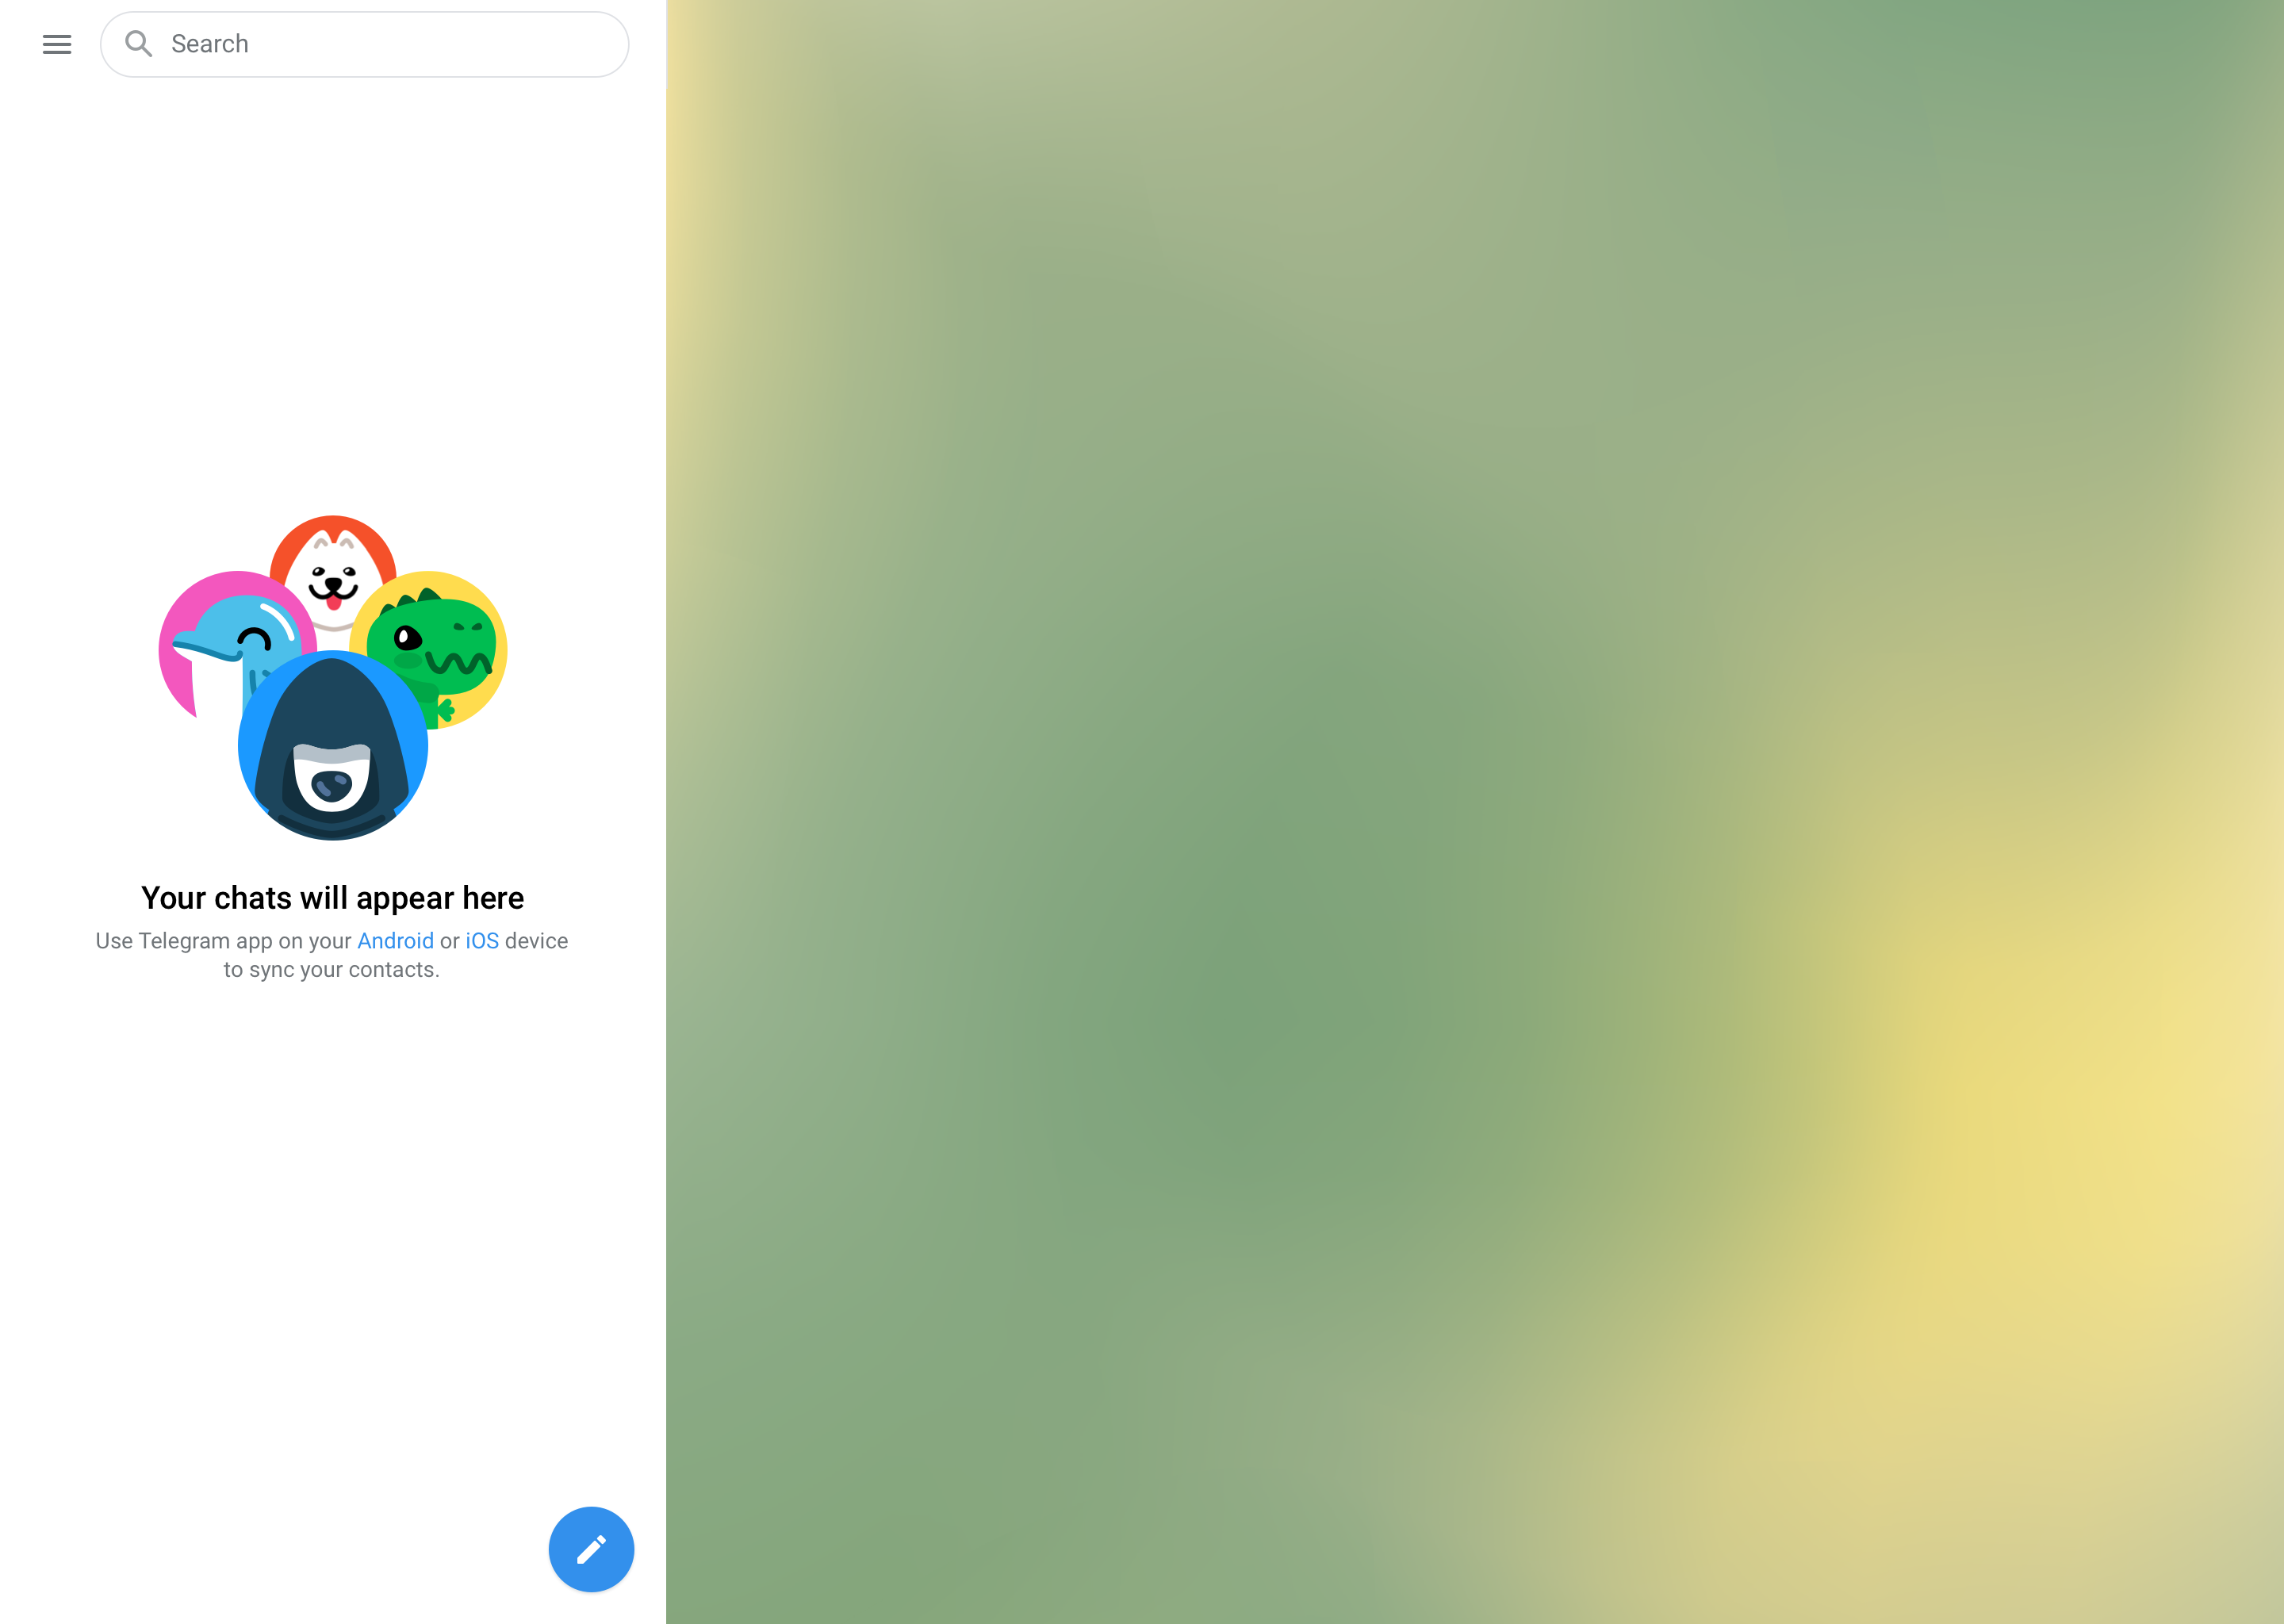 Search
Your chats will appear here
Use Telegram app on your Android or iOS device
to sync your contacts.